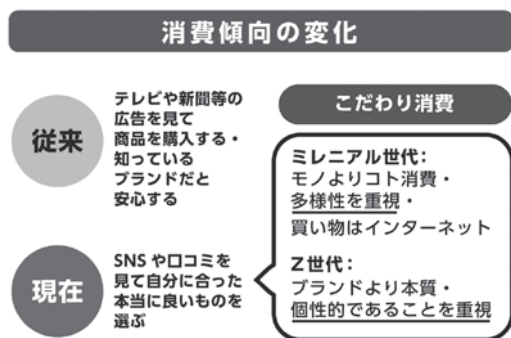 消費傾向の変化
従来
テレビや新聞等の
広告を見て
商品を購入する・
知っている
ブランドだと
安心する
現在
SNSや口コミを
見て自分に合った
本当に良いものを
選ぶ
こだわり消費
ミレニアル世代：
モノよりコト消費・
多様性を重視・
買い物はインターネット
Z世代：
ブランドより本質・
個性的であることを重視